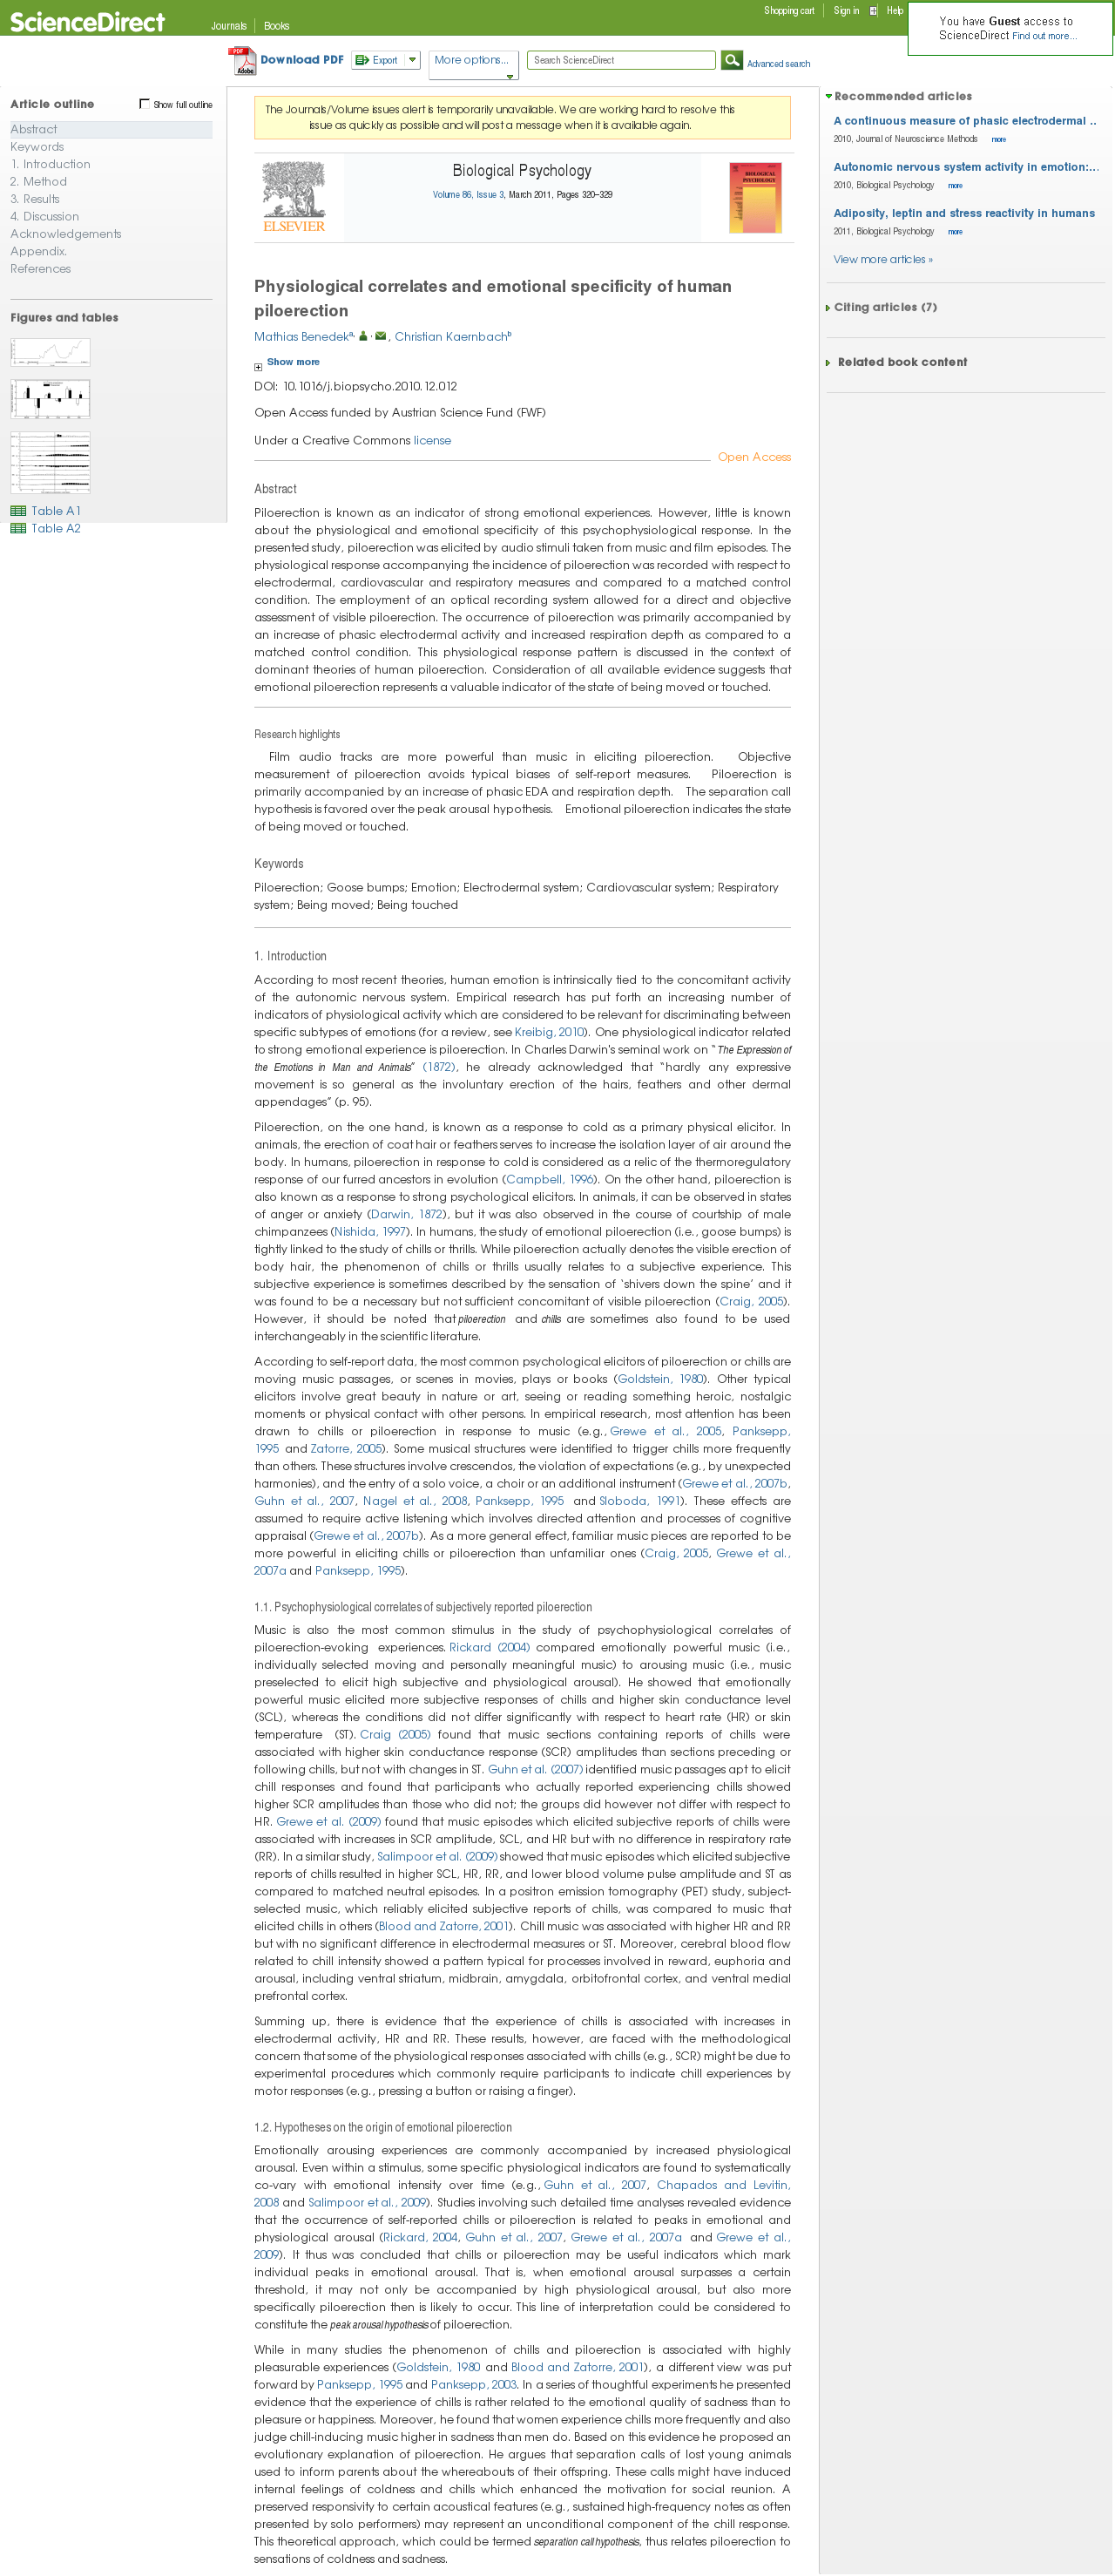 ScienceDirect
Journals
Books
Shopping cart
Sign in
Help
You have Guest access to
ScienceDirect Find out more...
Download PDF
Export
More options...
Search ScienceDirect
Advanced search
Article outline
Show full outline
Abstract
Keywords
1. Introduction
2. Method
3. Results
4. Discussion
Acknowledgements
Appendix.
References
Figures and tables
Table A1
Table A2
The Journals/Volume issues alert is temporarily unavailable. We are working hard to resolve this
issue as quickly as possible and will post a message when it is available again.
ELSEVIER
Biological Psychology
Volume 86, Issue 3, March 2011, Pages 320–329
BIOLOGICAL
PSYCHOLOGY
Physiological correlates and emotional specificity of human
piloerection
Mathias Benedek a, , Christian Kaernbach b
Show more
DOI: 10.1016/j.biopsycho.2010.12.012
Open Access funded by Austrian Science Fund (FWF)
Under a Creative Commons license
Open Access
Abstract
Piloerection is known as an indicator of strong emotional experiences. However, little is known
about the physiological and emotional specificity of this psychophysiological response. In the
presented study, piloerection was elicited by audio stimuli taken from music and film episodes. The
physiological response accompanying the incidence of piloerection was recorded with respect to
electrodermal, cardiovascular and respiratory measures and compared to a matched control
condition. The employment of an optical recording system allowed for a direct and objective
assessment of visible piloerection. The occurrence of piloerection was primarily accompanied by
an increase of phasic electrodermal activity and increased respiration depth as compared to a
matched control condition. This physiological response pattern is discussed in the context of
dominant theories of human piloerection. Consideration of all available evidence suggests that
emotional piloerection represents a valuable indicator of the state of being moved or touched.
Research highlights
Film audio tracks are more powerful than music in eliciting piloerection. Objective
measurement of piloerection avoids typical biases of self-report measures. Piloerection is
primarily accompanied by an increase of phasic EDA and respiration depth. The separation call
hypothesis is favored over the peak arousal hypothesis. Emotional piloerection indicates the state
of being moved or touched.
Keywords
Piloerection; Goose bumps; Emotion; Electrodermal system; Cardiovascular system; Respiratory
system; Being moved; Being touched
1. Introduction
According to most recent theories, human emotion is intrinsically tied to the concomitant activity
of the autonomic nervous system. Empirical research has put forth an increasing number of
indicators of physiological activity which are considered to be relevant for discriminating between
specific subtypes of emotions (for a review, see Kreibig, 2010). One physiological indicator related
to strong emotional experience is piloerection. In Charles Darwin's seminal work on "The Expression of
the Emotions in Man and Animals" (1872), he already acknowledged that "hardly any expressive
movement is so general as the involuntary erection of the hairs, feathers and other dermal
appendages" (p. 95).
Piloerection, on the one hand, is known as a response to cold as a primary physical elicitor. In
animals, the erection of coat hair or feathers serves to increase the isolation layer of air around the
body. In humans, piloerection in response to cold is considered as a relic of the thermoregulatory
response of our furred ancestors in evolution (Campbell, 1996). On the other hand, piloerection is
also known as a response to strong psychological elicitors. In animals, it can be observed in states
of anger or anxiety (Darwin, 1872), but it was also observed in the course of courtship of male
chimpanzees (Nishida, 1997). In humans, the study of emotional piloerection (i.e., goose bumps) is
tightly linked to the study of chills or thrills. While piloerection actually denotes the visible erection of
body hair, the phenomenon of chills or thrills usually relates to a subjective experience. This
subjective experience is sometimes described by the sensation of 'shivers down the spine' and it
was found to be a necessary but not sufficient concomitant of visible piloerection (Craig, 2005).
However, it should be noted that piloerection and chills are sometimes also found to be used
interchangeably in the scientific literature.
According to self-report data, the most common psychological elicitors of piloerection or chills are
moving music passages, or scenes in movies, plays or books (Goldstein, 1980). Other typical
elicitors involve great beauty in nature or art, seeing or reading something heroic, nostalgic
moments or physical contact with other persons. In empirical research, most attention has been
drawn to chills or piloerection in response to music (e.g., Grewe et al., 2005, Panksepp,
1995 and Zatorre, 2005). Some musical structures were identified to trigger chills more frequently
than others. These structures involve crescendos, the violation of expectations (e.g., by unexpected
harmonies), and the entry of a solo voice, a choir or an additional instrument (Grewe et al., 2007b,
Guhn et al., 2007, Nagel et al., 2008, Panksepp, 1995 and Sloboda, 1991). These effects are
assumed to require active listening which involves directed attention and processes of cognitive
appraisal (Grewe et al., 2007b). As a more general effect, familiar music pieces are reported to be
more powerful in eliciting chills or piloerection than unfamiliar ones (Craig, 2005, Grewe et al.,
2007a and Panksepp, 1995).
1.1. Psychophysiological correlates of subjectively reported piloerection
Music is also the most common stimulus in the study of psychophysiological correlates of
piloerection-evoking experiences. Rickard (2004) compared emotionally powerful music (i.e.,
individually selected moving and personally meaningful music) to arousing music (i.e., music
preselected to elicit high subjective and physiological arousal). He showed that emotionally
powerful music elicited more subjective responses of chills and higher skin conductance level
(SCL), whereas the conditions did not differ significantly with respect to heart rate (HR) or skin
temperature (ST). Craig (2005) found that music sections containing reports of chills were
associated with higher skin conductance response (SCR) amplitudes than sections preceding or
following chills, but not with changes in ST. Guhn et al. (2007) identified music passages apt to elicit
chill responses and found that participants who actually reported experiencing chills showed
higher SCR amplitudes than those who did not; the groups did however not differ with respect to
HR. Grewe et al. (2009) found that music episodes which elicited subjective reports of chills were
associated with increases in SCR amplitude, SCL, and HR but with no difference in respiratory rate
(RR). In a similar study, Salimpoor et al. (2009) showed that music episodes which elicited subjective
reports of chills resulted in higher SCL, HR, RR, and lower blood volume pulse amplitude and ST as
compared to matched neutral episodes. In a positron emission tomography (PET) study, subject-
selected music, which reliably elicited subjective reports of chills, was compared to music that
elicited chills in others (Blood and Zatorre, 2001). Chill music was associated with higher HR and RR
but with no significant difference in electrodermal measures or ST. Moreover, cerebral blood flow
related to chill intensity showed a pattern typical for processes involved in reward, euphoria and
arousal, including ventral striatum, midbrain, amygdala, orbitofrontal cortex, and ventral medial
prefrontal cortex.
Summing up, there is evidence that the experience of chills is associated with increases in
electrodermal activity, HR and RR. These results, however, are faced with the methodological
concern that some of the physiological responses associated with chills (e.g., SCR) might be due to
experimental procedures which commonly require participants to indicate chill experiences by
motor responses (e.g., pressing a button or raising a finger).
1.2. Hypotheses on the origin of emotional piloerection
Emotionally arousing experiences are commonly accompanied by increased physiological
arousal. Even within a stimulus, some specific physiological indicators are found to systematically
co-vary with emotional intensity over time (e.g., Guhn et al., 2007, Chapados and Levitin,
2008 and Salimpoor et al., 2009). Studies involving such detailed time analyses revealed evidence
that the occurrence of self-reported chills or piloerection is related to peaks in emotional and
physiological arousal (Rickard, 2004, Guhn et al., 2007, Grewe et al., 2007a and Grewe et al.,
2009). It thus was concluded that chills or piloerection may be useful indicators which mark
individual peaks in emotional arousal. That is, when emotional arousal surpasses a certain
threshold, it may not only be accompanied by high physiological arousal, but also more
specifically piloerection then is likely to occur. This line of interpretation could be considered to
constitute the peak arousal hypothesis of piloerection.
While in many studies the phenomenon of chills and piloerection is associated with highly
pleasurable experiences (Goldstein, 1980 and Blood and Zatorre, 2001), a different view was put
forward by Panksepp, 1995 and Panksepp, 2003. In a series of thoughtful experiments he presented
evidence that the experience of chills is rather related to the emotional quality of sadness than to
pleasure or happiness. Moreover, he found that women experience chills more frequently and also
judge chill-inducing music higher in sadness than men do. Based on this evidence he proposed an
evolutionary explanation of piloerection. He argues that separation calls of lost young animals
used to inform parents about the whereabouts of their offspring. These calls might have induced
internal feelings of coldness and chills which enhanced the motivation for social reunion. A
preserved responsivity to certain acoustical features (e.g., sustained high-frequency notes as often
presented by solo performers) may represent an unconditional component of the chill response.
This theoretical approach, which could be termed separation call hypothesis, thus relates piloerection to
sensations of coldness and sadness.
Recommended articles
A continuous measure of phasic electrodermal ..
2010, Journal of Neuroscience Methods more
Autonomic nervous system activity in emotion:...
2010, Biological Psychology more
Adiposity, leptin and stress reactivity in humans
2011, Biological Psychology more
View more articles »
Citing articles (7)
Related book content